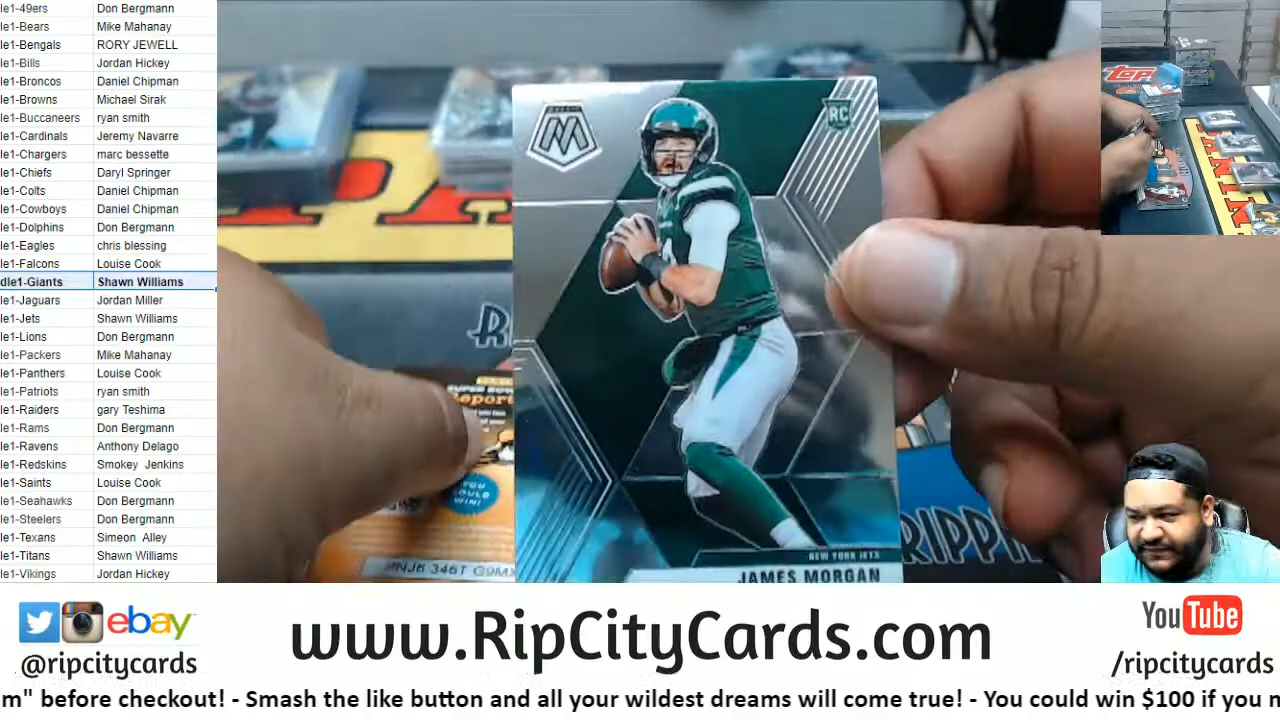 le1-49ers Don Bergmann
le1-Bears Mike Mahanay
le1-Bengals RORY JEWELL
le1-Bills Jordan Hickey
le1-Broncos Daniel Chipman
le1-Browns Michael Sirak
le1-Buccaneers ryan smith
le1-Cardinals Jeremy Navarre
le1-Chargers marc bessette
le1-Chiefs Daryl Springer
le1-Colts Daniel Chipman
le1-Cowboys Daniel Chipman
le1-Dolphins Don Bergmann
le1-Eagles chris blessing
le1-Falcons Louise Cook
dle1-Giants Shawn Williams
le1-Jaguars Jordan Miller
le1-Jets Shawn Williams
le1-Lions Don Bergmann
le1-Packers Mike Mahanay
le1-Panthers Louise Cook
le1-Patriots ryan smith
le1-Raiders gary Teshima
le1-Rams Don Bergmann
le1-Ravens Anthony Delago
le1-Redskins Smokey Jenkins
le1-Saints Louise Cook
le1-Seahawks Don Bergmann
le1-Steelers Don Bergmann
le1-Texans Simeon Alley
le1-Titans Shawn Williams
le1-Vikings Jordan Hickey
RC
NEW YORK JETS
JAMES MORGAN
PA
YOU
COULD
WIN!
RIPPI
Topp
PANINI
ebay
@ripcitycards
www.RipCityCards.com
YouTube
/ripcitycards
m" before checkout! - Smash the like button and all your wildest dreams will come true! - You could win $100 if you n